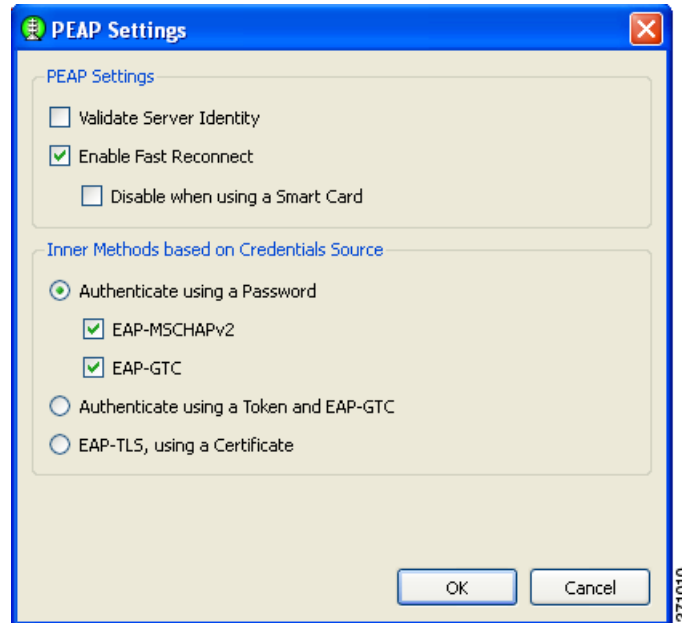 PEAP Settings
PEAP Settings
Validate Server Identity
Enable Fast Reconnect
Disable when using a Smart Card
Inner Methods based on Credentials Source
Authenticate using a Password
EAP-MSCHAPv2
EAP-GTC
Authenticate using a Token and EAP-GTC
EAP-TLS, using a Certificate
OK
Cancel
271010